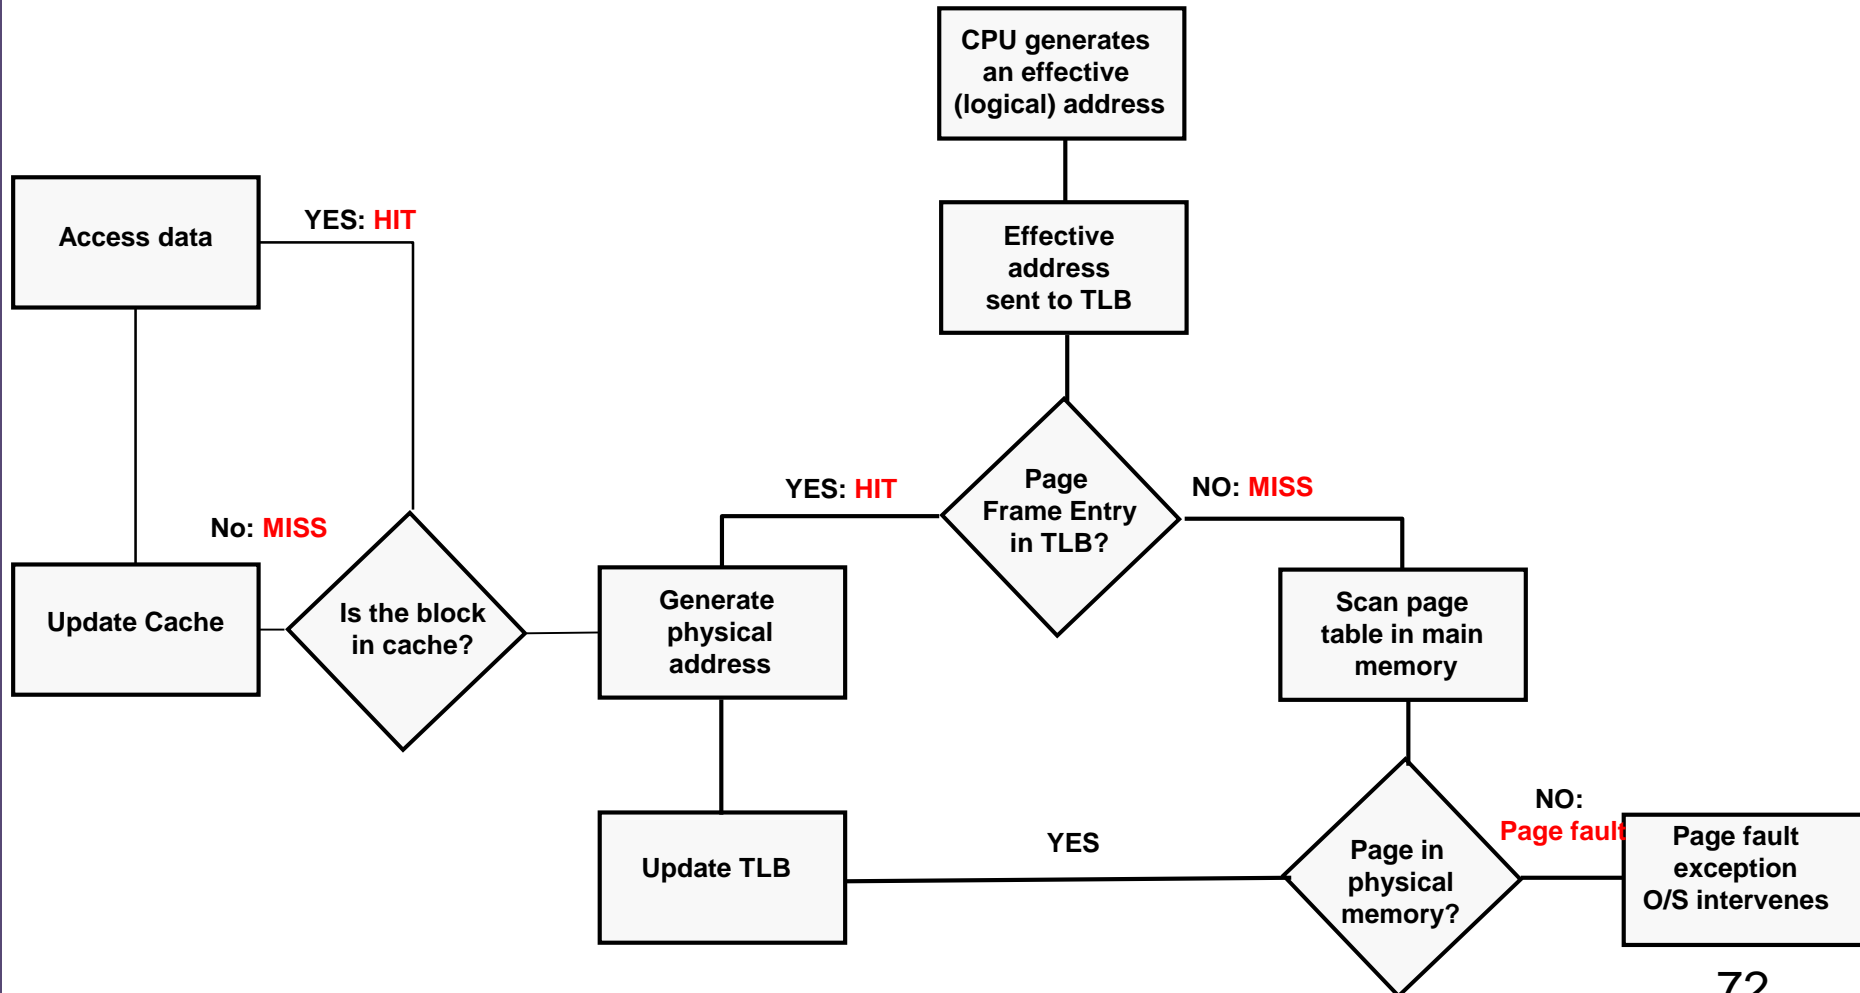 CPU generates
an effective
(logical) address
Effective
address
sent to TLB
Page
Frame Entry
in TLB?
YES: HIT
NO: MISS
Generate
physical
address
Scan page
table in main
memory
Page in
physical
memory?
YES
Update TLB
NO:
Page fault
Page fault
exception
O/S intervenes
Is the block
in cache?
YES: HIT
No: MISS
Access data
Update Cache
72